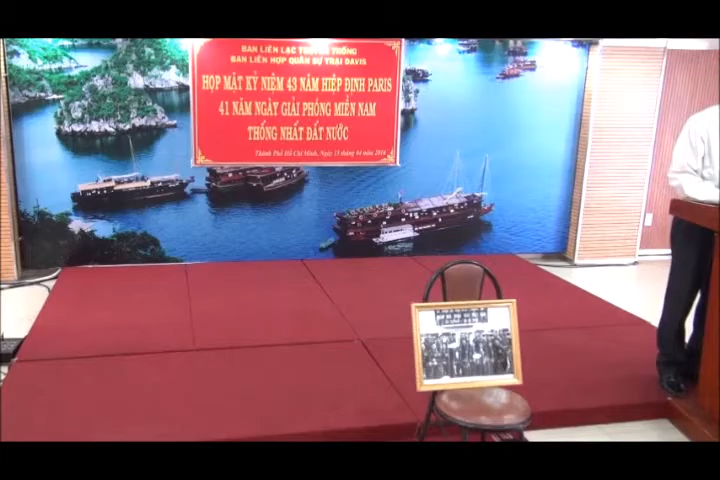 BAN LIÊN LẠC TRUYỀN THỐNG
BAN LIÊN HỢP QUÂN SỰ TRẠI DAVIS
HỌP MẶT KỶ NIỆM 43 NĂM HIỆP ĐỊNH PARIS
41 NĂM NGÀY GIẢI PHÓNG MIỀN NAM
THỐNG NHẤT ĐẤT NƯỚC
Thành Phố Hồ Chí Minh, ngày 15 tháng 04 năm 2016